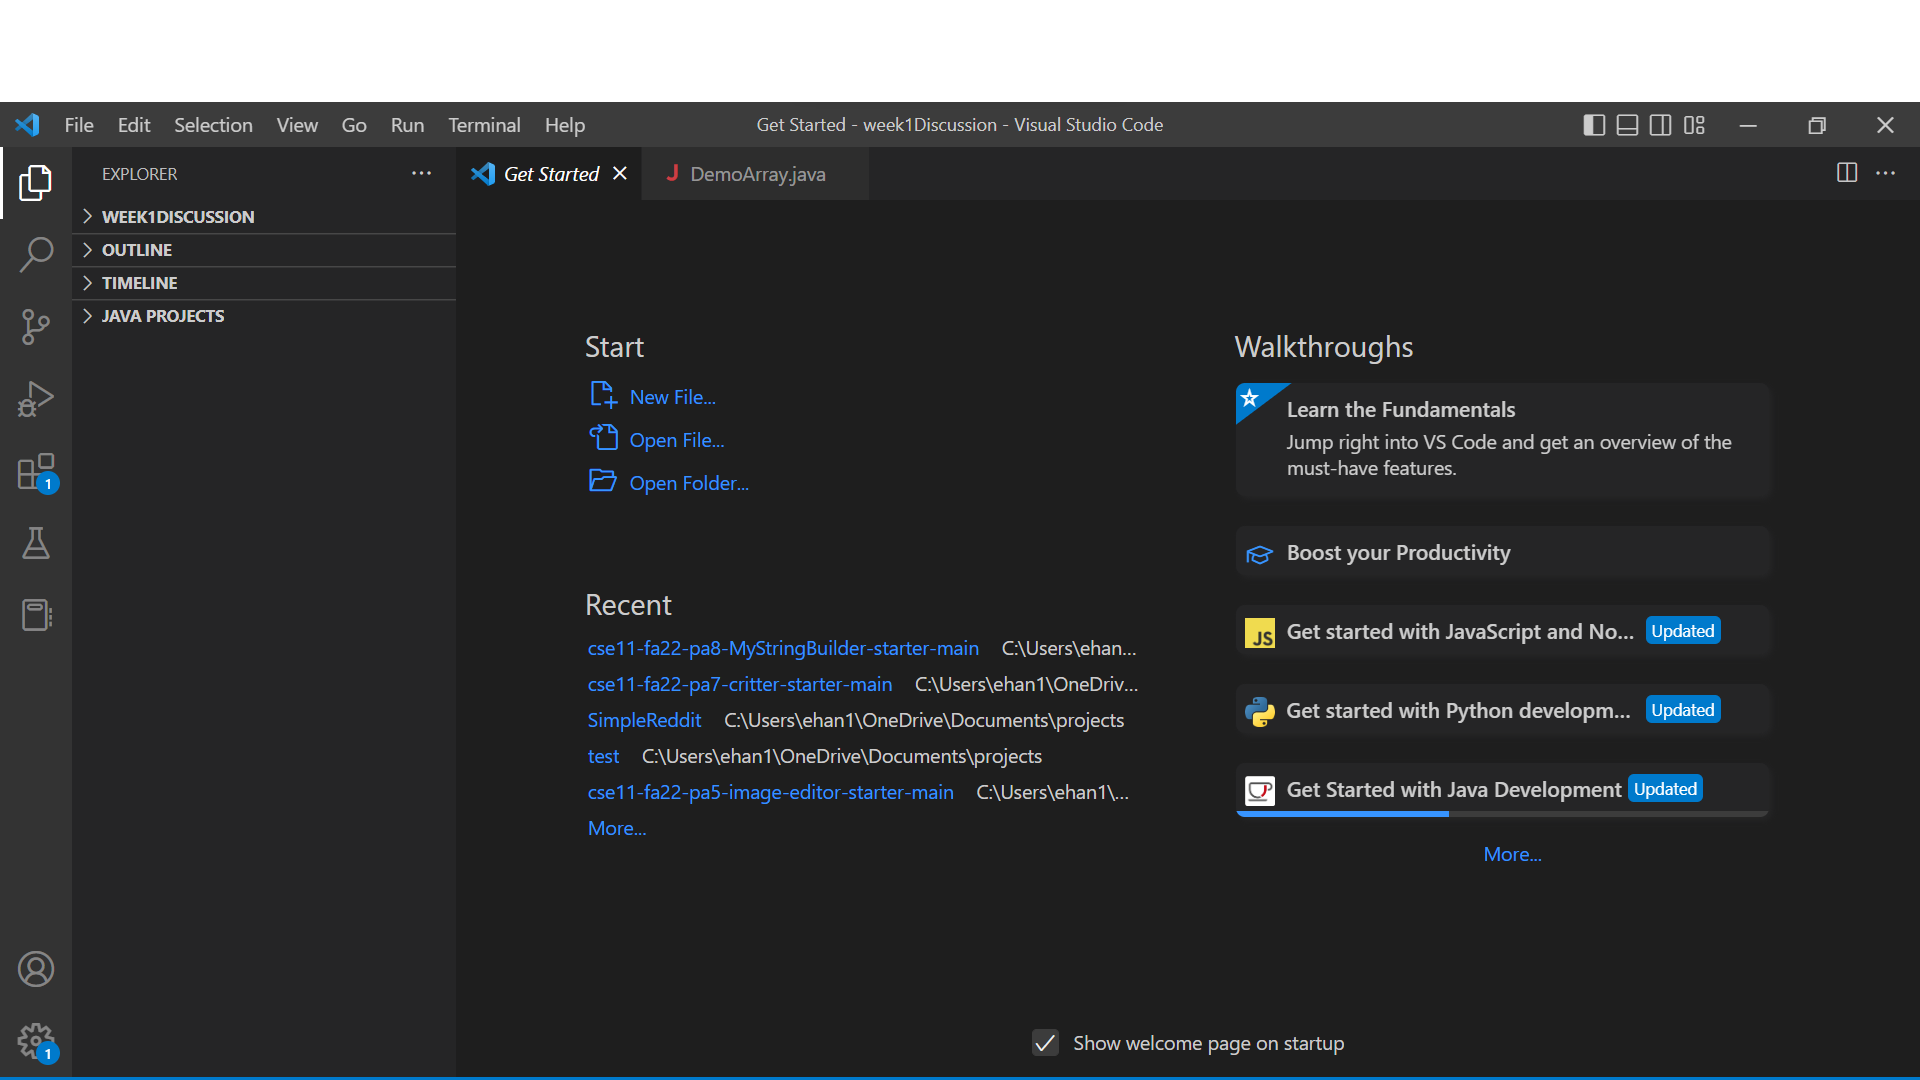 File Edit Selection View Go Run Terminal Help
Get Started - week1Discussion - Visual Studio Code
EXPLORER
Get Started
J DemoArray.java
WEEK1DISCUSSION
OUTLINE
TIMELINE
JAVA PROJECTS
1
1
Start
New File...
Open File...
Open Folder...
Recent
cse11-fa22-pa8-MyStringBuilder-starter-main C:\Users\ehan...
cse11-fa22-pa7-critter-starter-main C:\Users\ehan1\OneDriv...
SimpleReddit C:\Users\ehan1\OneDrive\Documents\projects
test C:\Users\ehan1\OneDrive\Documents\projects
cse11-fa22-pa5-image-editor-starter-main C:\Users\ehan1\...
More...
Walkthroughs
Learn the Fundamentals
Jump right into VS Code and get an overview of the
must-have features.
Boost your Productivity
JS Get started with JavaScript and No... Updated
Get started with Python developm... Updated
Get Started with Java Development Updated
More...
Show welcome page on startup